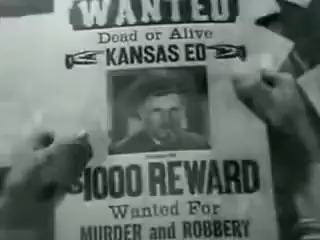 WANTED
Dead or Alive
KANSAS ED
$1000 REWARD
Wanted For
MURDER and ROBBERY